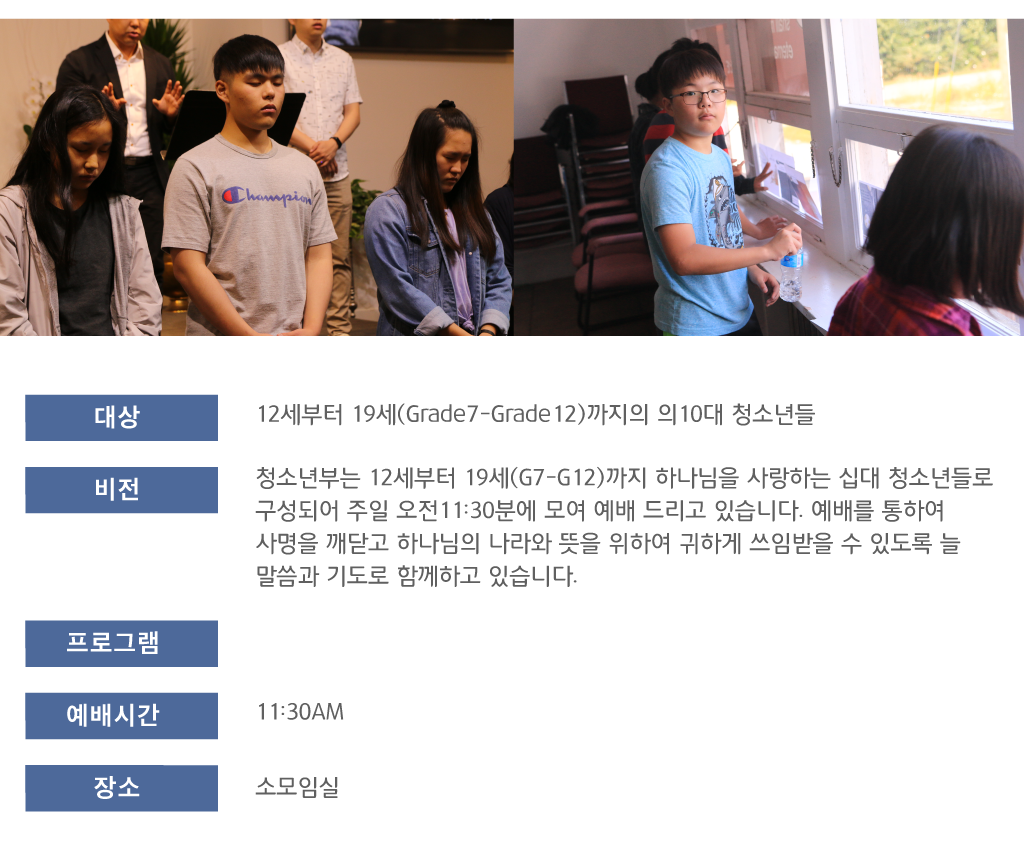 Champion
대상
12세부터 19세(Grade7-Grade12)까지의 의10대 청소년들
비전
청소년부는 12세부터 19세(G7-G12)까지 하나님을 사랑하는 십대 청소년들로
구성되어 주일 오전11:30분에 모여 예배 드리고 있습니다. 예배를 통하여
사명을 깨닫고 하나님의 나라와 뜻을 위하여 귀하게 쓰임받을 수 있도록 늘
말씀과 기도로 함께하고 있습니다.
프로그램
예배시간
11:30AM
장소
소모임실